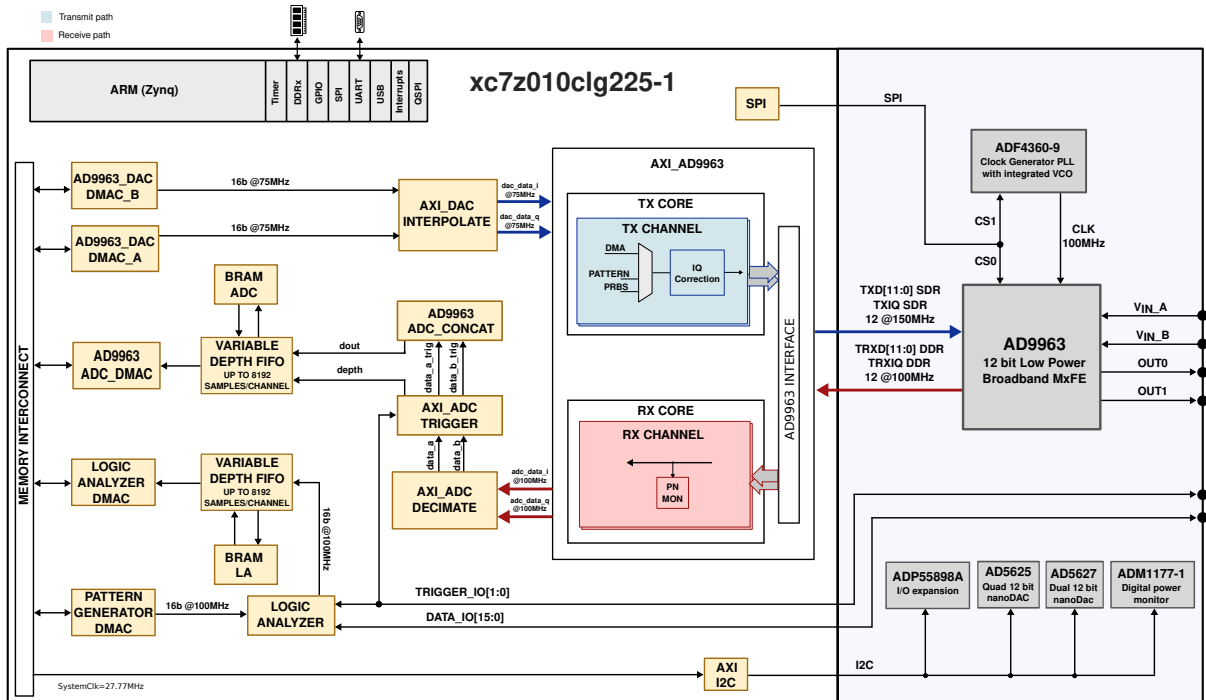 Transmit path
Receive path
ARM (Zynq)
Timer
DDRx
GPIO
SPI
UART
USB
Interrupts
QSPI
xc7z010clg225-1
SPI
SPI
ADF4360-9
Clock Generator PLL
with integrated VCO
CS1
CS0
CLK
100MHz
MEMORY INTERCONNECT
AD9963_DAC
DMAC_B
16b @75MHz
AD9963_DAC
DMAC_A
16b @75MHz
AXI_DAC
INTERPOLATE
dac_data_i
@75MHz
dac_data_q
@75MHz
AXI_AD9963
TX CORE
TX CHANNEL
DMA
PATTERN
PRBS
IQ
Correction
AD9963 INTERFACE
TXD[11:0] SDR
TXIQ SDR
12 @150MHz
TRXD[11:0] DDR
TRXIQ DDR
12 @100MHz
AD9963
12 bit Low Power
Broadband MxFE
VIN_A
VIN_B
OUT0
OUT1
BRAM
ADC
AD9963
ADC_DMAC
VARIABLE
DEPTH FIFO
UP TO 8192
SAMPLES/CHANNEL
dout
depth
AD9963
ADC_CONCAT
data_a_trig
data_b_trig
AXI_ADC
TRIGGER
data_a
data_b
AXI_ADC
DECIMATE
adc_data_i
@100MHz
adc_data_q
@100MHz
RX CORE
RX CHANNEL
PN
MON
LOGIC
ANALYZER
DMAC
VARIABLE
DEPTH FIFO
UP TO 8192
SAMPLES/CHANNEL
BRAM
LA
16b @100MHz
PATTERN
GENERATOR
DMAC
16b @100MHz
LOGIC
ANALYZER
TRIGGER_IO[1:0]
DATA_IO[15:0]
ADP55898A
I/O expansion
AD5625
Quad 12 bit
nanoDAC
AD5627
Dual 12 bit
nanoDac
ADM1177-1
Digital power
monitor
AXI
I2C
I2C
SystemClk=27.77MHz